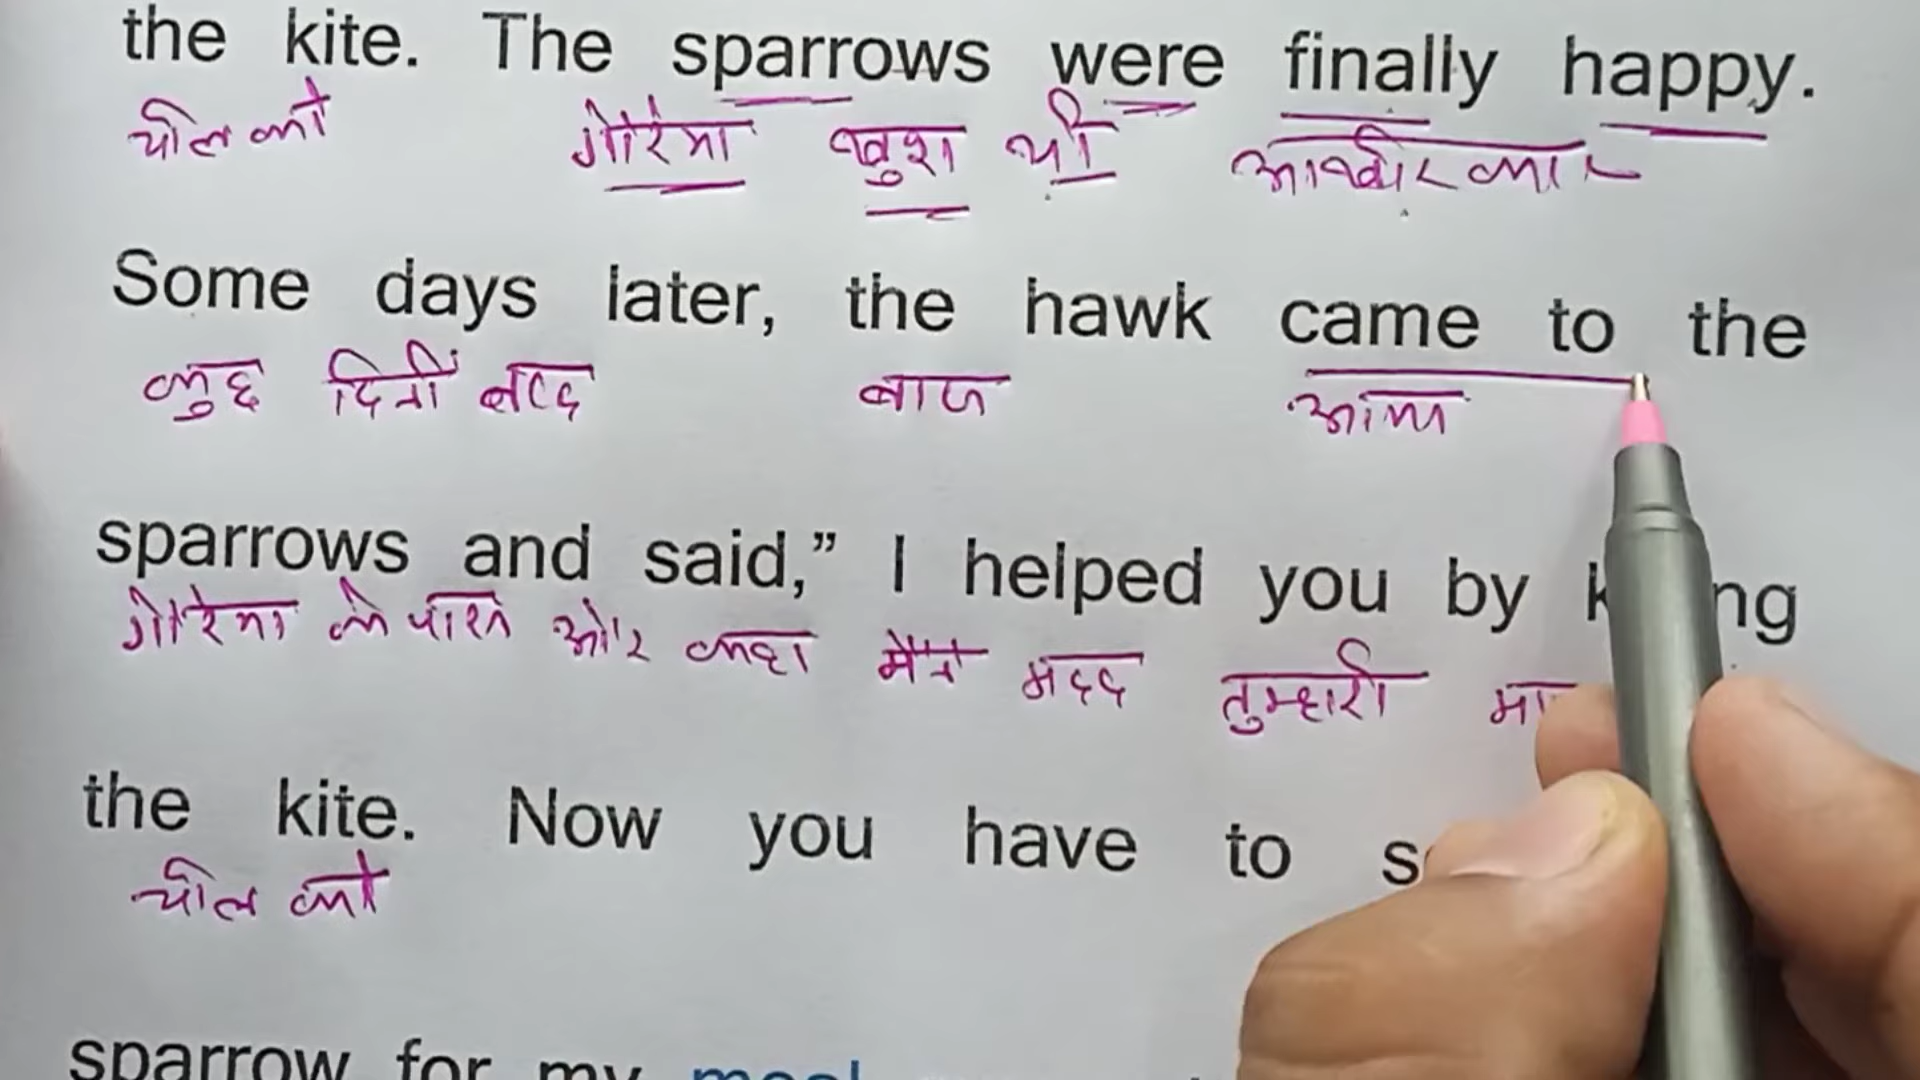 the kite. The sparrows were finally happy.
चील को गोरैया खुश थी आखीरकार
Some days later, the hawk came to the
कुछ दिनों बाद बाज आया
sparrows and said,” I helped you by
गोरैया के पास और कहा मैने मदद तुम्हारी
the kite. Now you have to
चील को
sparrow for my meal